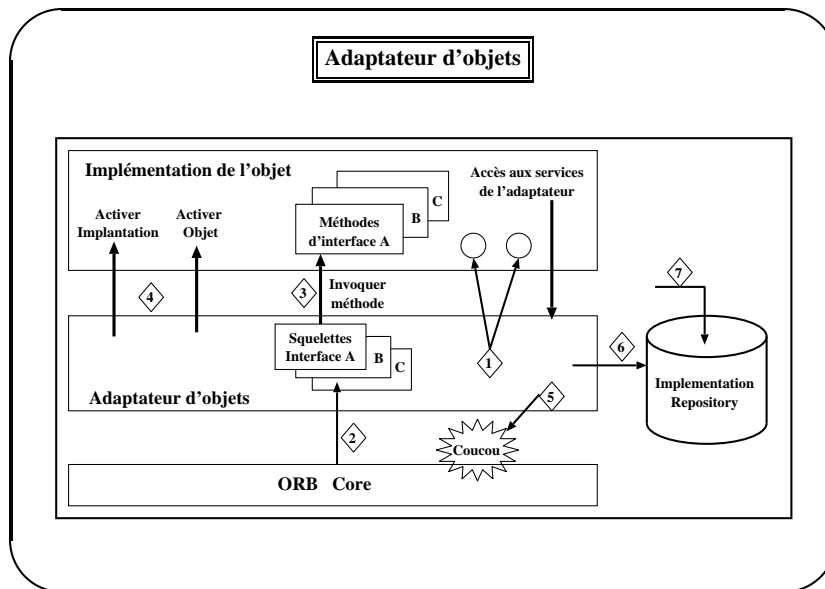 Adaptateur d'objets
Implémentation de l'objet
Accès aux services
de l'adaptateur
Activer
Implantation
Activer
Objet
C
B
Méthodes
d'interface A
7
4
3
Invoquer
méthode
Squelettes
Interface A
B
C
1
6
Implementation
Repository
Adaptateur d'objets
5
2
Coucou
ORB Core